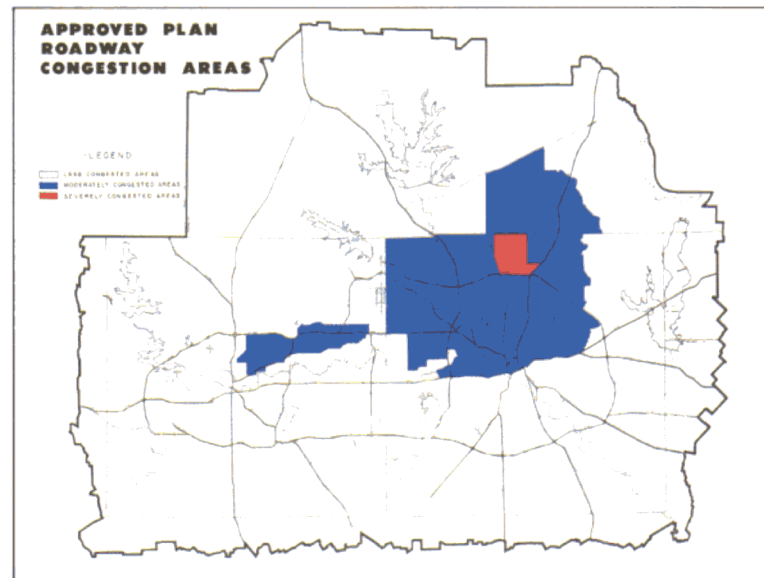 APPROVED PLAN
ROADWAY
CONGESTION AREAS
LEGEND
LESS CONGESTED AREAS
MODERATELY CONGESTED AREAS
SEVERELY CONGESTED AREAS